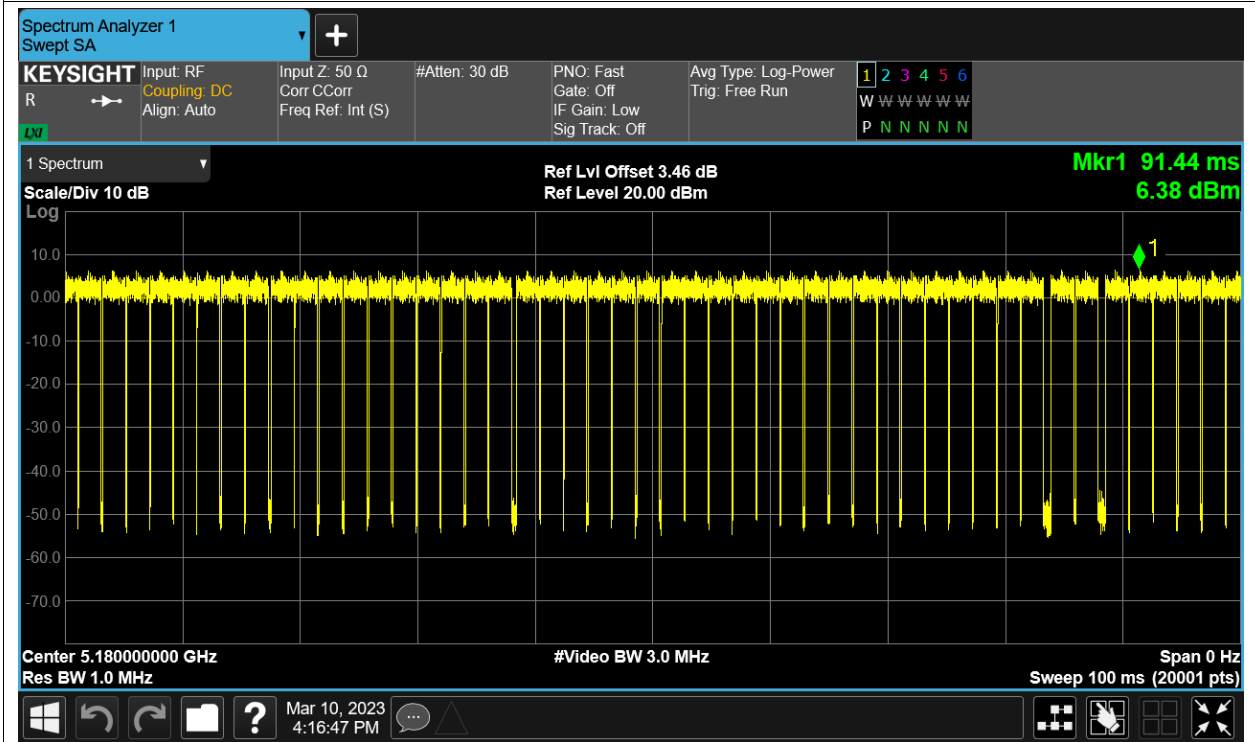 Spectrum Analyzer 1
Swept SA
KEYSIGHT
R
LXI
Input: RF
Coupling: DC
Align: Auto
Input Z: 50 Ω
Corr CCorr
Freq Ref: Int (S)
#Atten: 30 dB
PNO: Fast
Gate: Off
IF Gain: Low
Sig Track: Off
Avg Type: Log-Power
Trig: Free Run
1 2 3 4 5 6
W W W W W W
P N N N N N
1 Spectrum
Scale/Div 10 dB
Ref Lvl Offset 3.46 dB
Ref Level 20.00 dBm
Mkr1 91.44 ms
6.38 dBm
Log
1
10.0
0.00
-10.0
-20.0
-30.0
-40.0
-50.0
-60.0
-70.0
Center 5.180000000 GHz
#Video BW 3.0 MHz
Span 0 Hz
Res BW 1.0 MHz
Sweep 100 ms (20001 pts)
?
Mar 10, 2023
4:16:47 PM